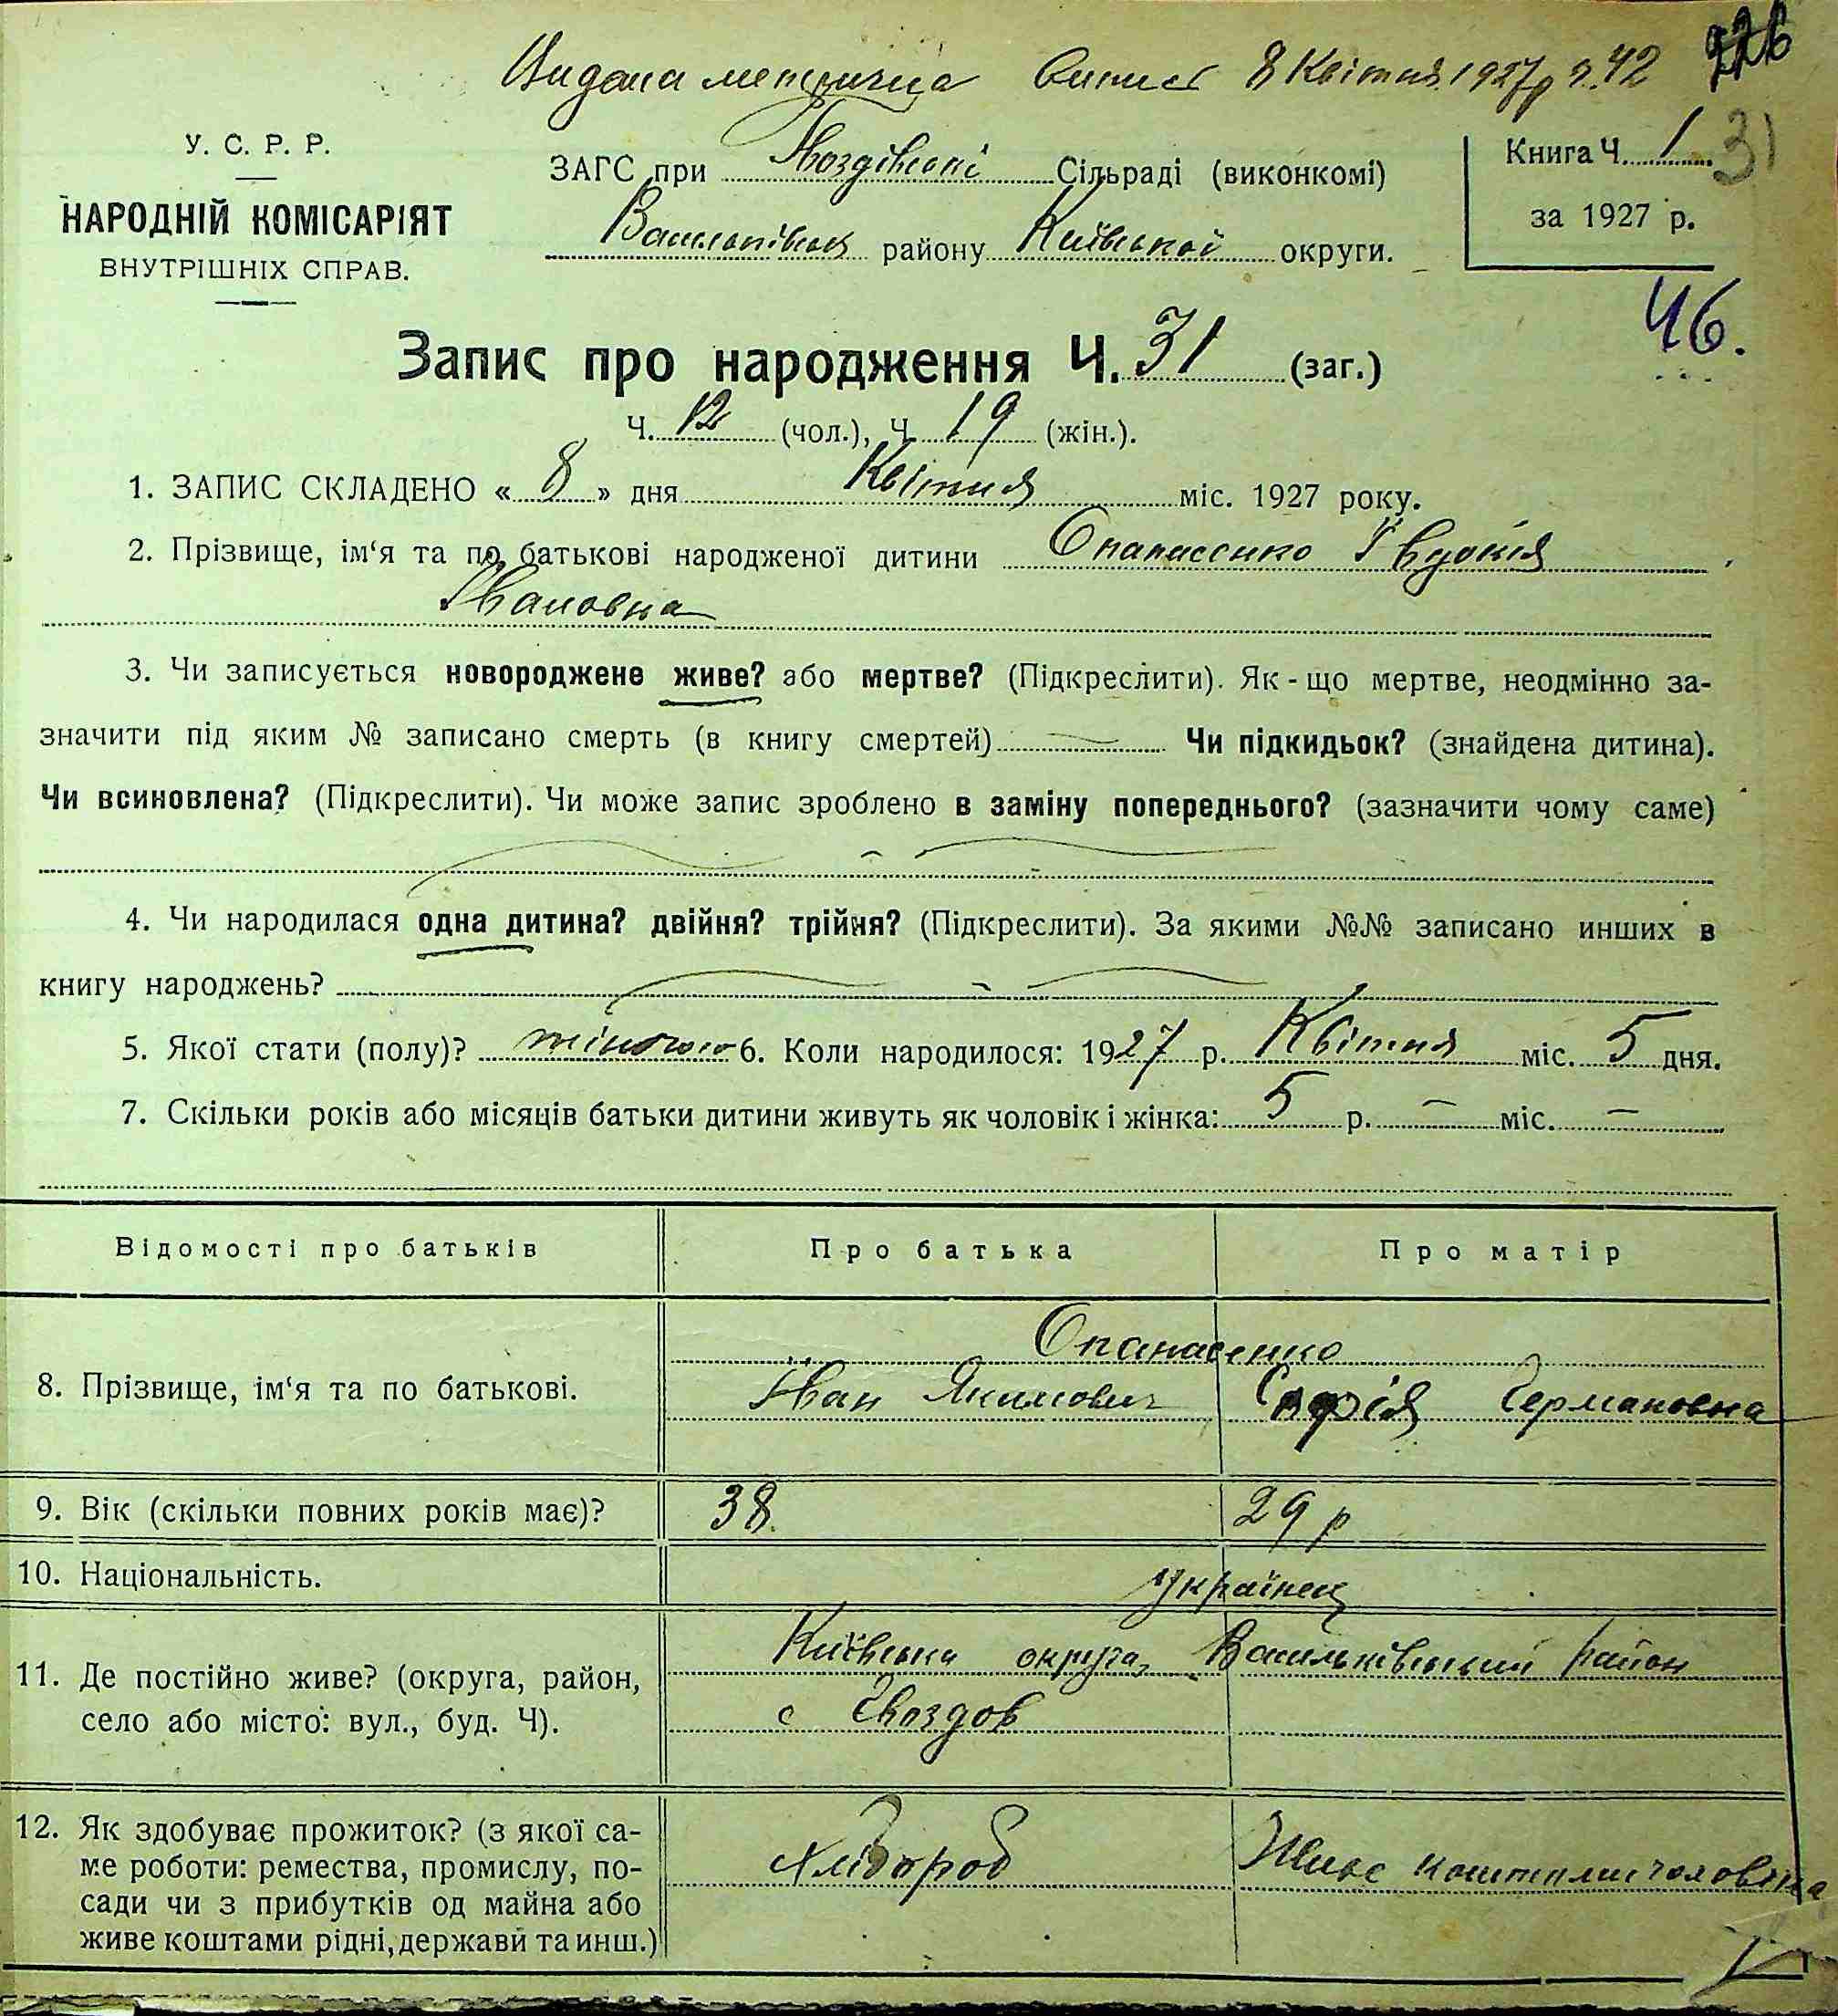 Видана метрична випись 8 Квітня 1927 р ч. 42
У. С. Р. Р.
НАРОДНІЙ КОМІСАРІЯТ
ВНУТРІШНІХ СПРАВ.
ЗАГС при Гвоздівські Сільраді (виконкомі)
Васильківськ району Київської округи.
Книга Ч. 1 31
за 1927 р.
46.
Запис про народження Ч. 31 (заг.)
Ч. 12 (чол.), Ч. 19 (жін.).
1. ЗАПИС СКЛАДЕНО « 8 » дня Квітня міс. 1927 року.
2. Прізвище, ім‘я та по батькові народженої дитини Опанасенко Ївдокія
Івановна
3. Чи записується новороджене живе? або мертве? (Підкреслити). Як - що мертве, неодмінно за-
значити під яким № записано смерть (в книгу смертей) Чи підкидьок? (знайдена дитина).
Чи всиновлена? (Підкреслити). Чи може запис зроблено в заміну попереднього? (зазначити чому саме)
4. Чи народилася одна дитина? двійня? трійня? (Підкреслити). За якими №№ записано инших в
книгу народжень?
5. Якої стати (полу)? жіночого 6. Коли народилося: 1927 р. Квітня міс. 5 дня.
7. Скільки років або місяців батьки дитини живуть як чоловік і жінка: 5 р. — міс. —
Відомості про батьків Про батька Про матір
Опанасенко
8. Прізвище, ім‘я та по батькові. Іван Якимович Софія Германовна
9. Вік (скільки повних років має)? 38 29 р
10. Національність. Українец
Київська округа, Васильківський район
11. Де постійно живе? (округа, район,
село або місто: вул., буд. Ч). с Гвоздов
12. Як здобуває прожиток? (з якої са-
ме роботи: ремества, промислу, по- хлібороб Живе коштами чоловіка
сади чи з прибутків од майна або
живе коштами рідні, держави та инш.)